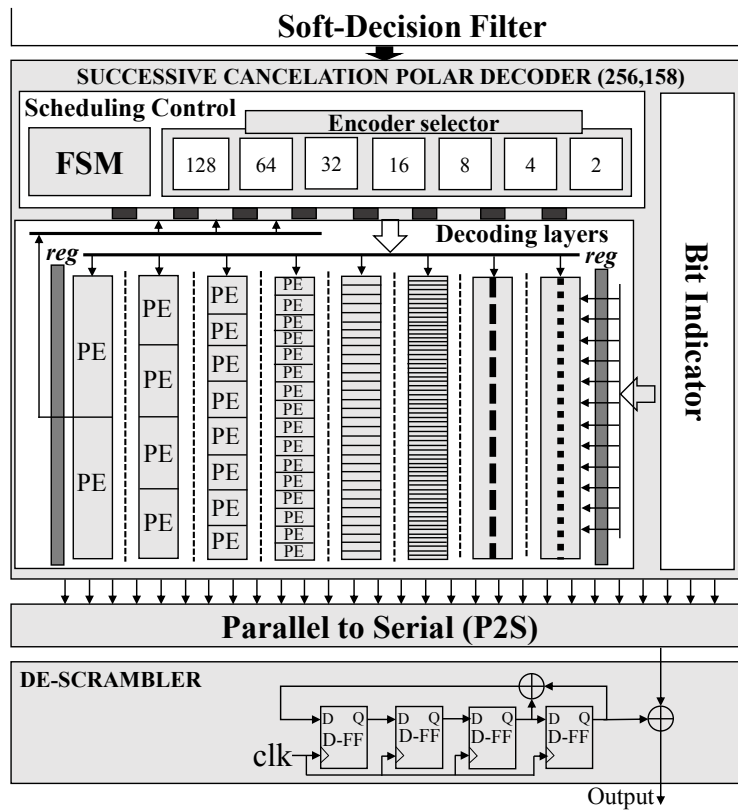 Soft-Decision Filter
SUCCESSIVE CANCELATION POLAR DECODER (256,158)
Scheduling Control
Encoder selector
FSM
128 64 32 16 8 4 2
Decoding layers
reg
reg
Bit Indicator
PE PE
PE PE PE PE
PE PE PE PE PE PE PE PE
PE PE PE PE PE PE PE PE PE PE PE PE PE PE PE PE
Parallel to Serial (P2S)
DE-SCRAMBLER
D Q D Q D Q D Q
D-FF D-FF D-FF D-FF
clk
Output